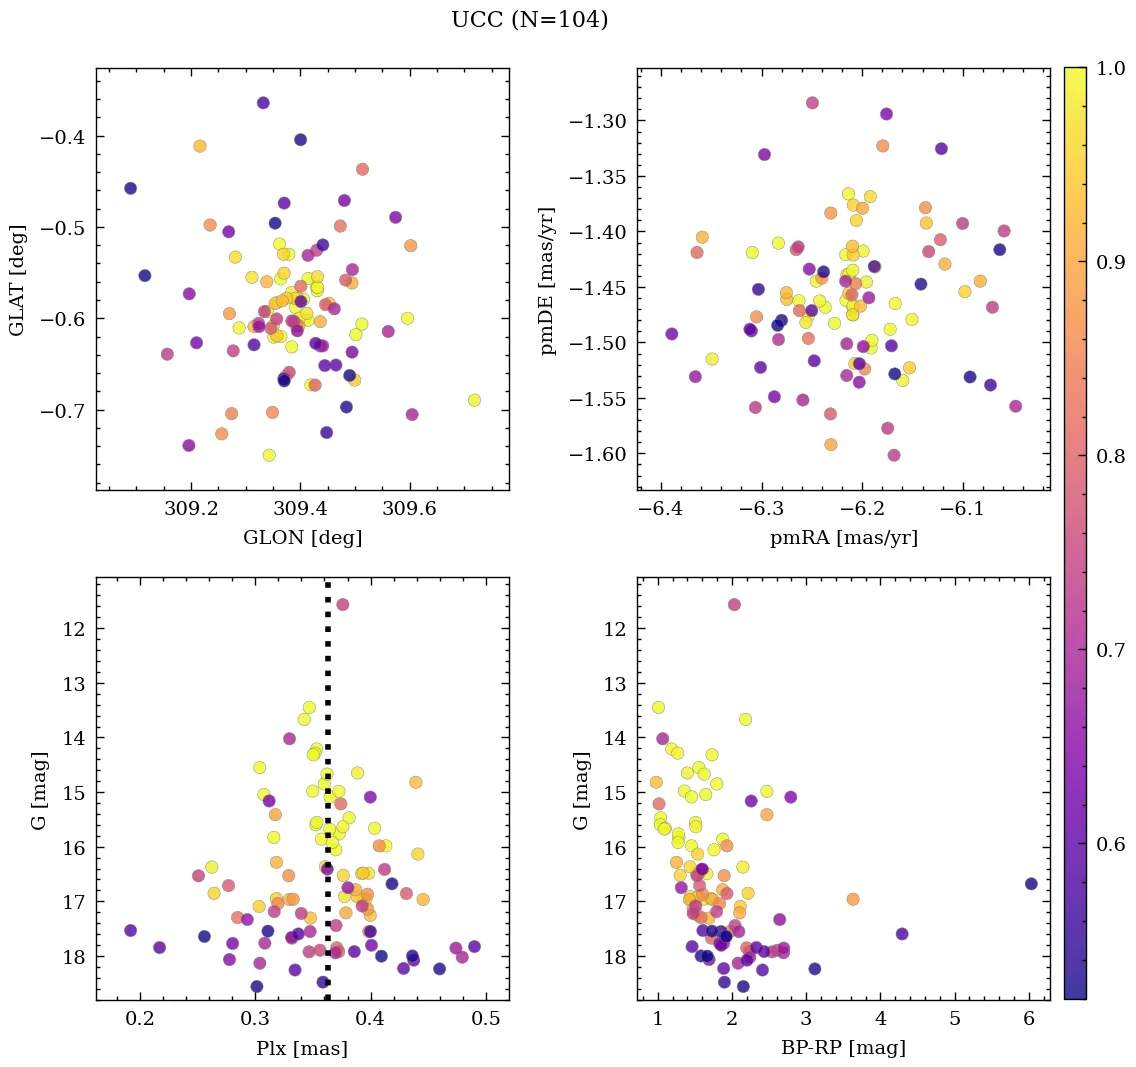 UCC (N=104)
−0.4
−0.5
−0.6
−0.7
GLAT [deg]
309.2 309.4 309.6
GLON [deg]
−1.30
−1.35
−1.40
−1.45
−1.50
−1.55
−1.60
pmDE [mas/yr]
−6.4 −6.3 −6.2 −6.1
pmRA [mas/yr]
12
13
14
15
16
17
18
G [mag]
0.2 0.3 0.4 0.5
Plx [mas]
12
13
14
15
16
17
18
G [mag]
1 2 3 4 5 6
BP-RP [mag]
1.0
0.9
0.8
0.7
0.6